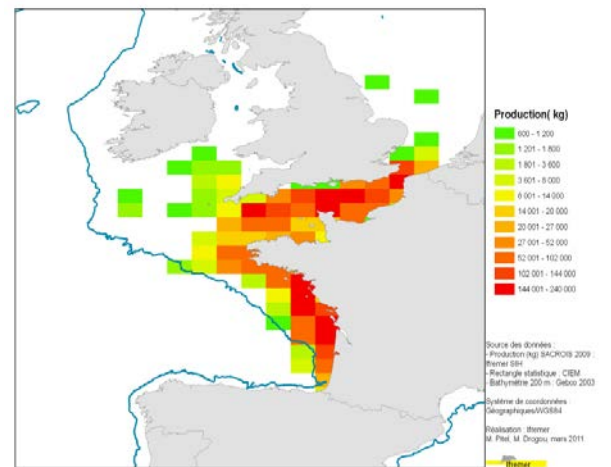 Production( kg)
600 - 1 200
1 201 - 1 800
1 801 - 3 600
3 601 - 6 000
6 001 - 14 000
14 001 - 20 000
20 001 - 27 000
27 001 - 52 000
52 001 - 102 000
102 001 - 144 000
144 001 - 240 000
Source des données :
- Production (kg) SACROIS 2009 :
Ifremer SIH
- Rectangle statistique : CIEM
- Bathymétrie 200 m : Gebco 2003
Système de coordonnées :
Géographiques/WGS84
Réalisation : Ifremer
M. Pitel, M. Drogou, mars 2011
Ifremer